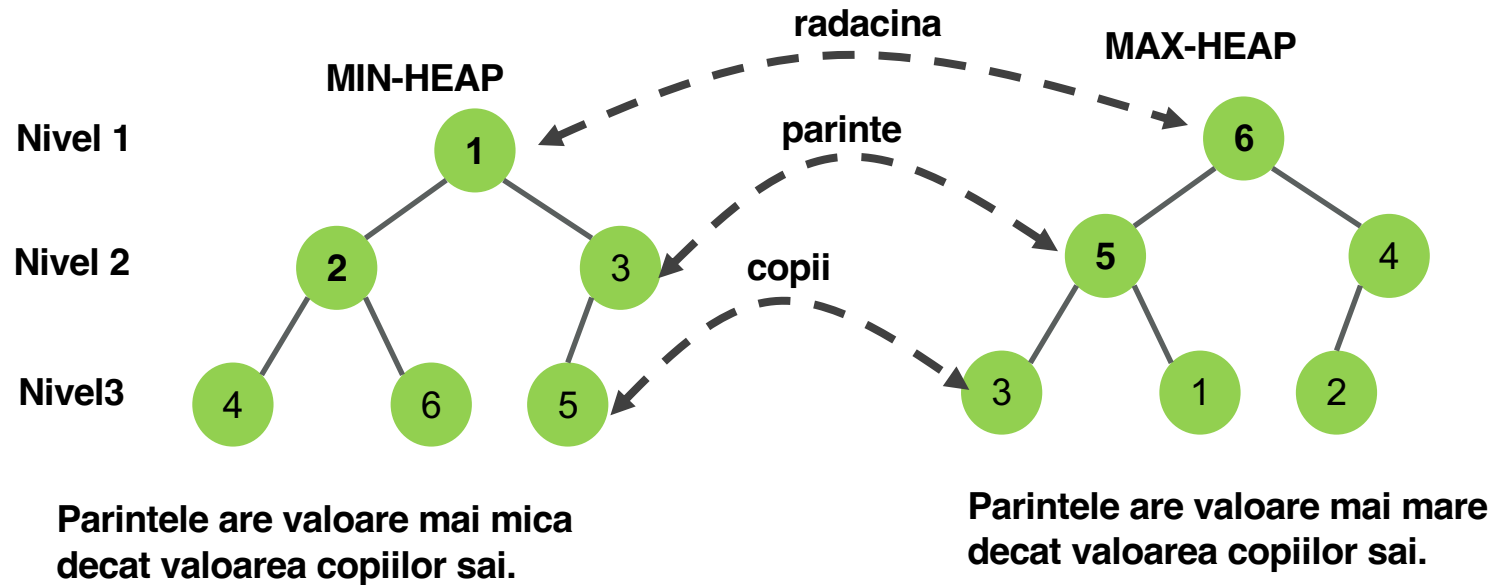 radacina
MIN-HEAP
MAX-HEAP
Nivel 1
1
parinte
6
Nivel 2
2
3
copii
5
4
Nivel3
4
6
5
3
1
2
Parintele are valoare mai mica
decat valoarea copiilor sai.
Parintele are valoare mai mare
decat valoarea copiilor sai.